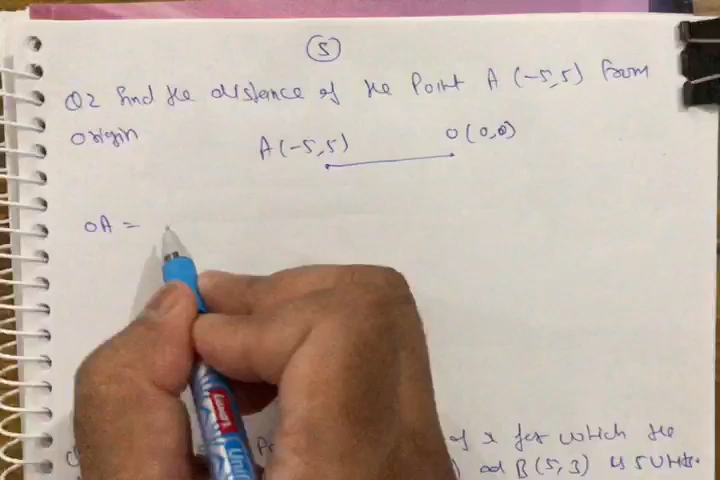 5
Q2 find the distance of the Point A (-5,5) from
origin
A(-5,5) O(0,0)
OA =
of x for which the
B(5,3) is 5 units.